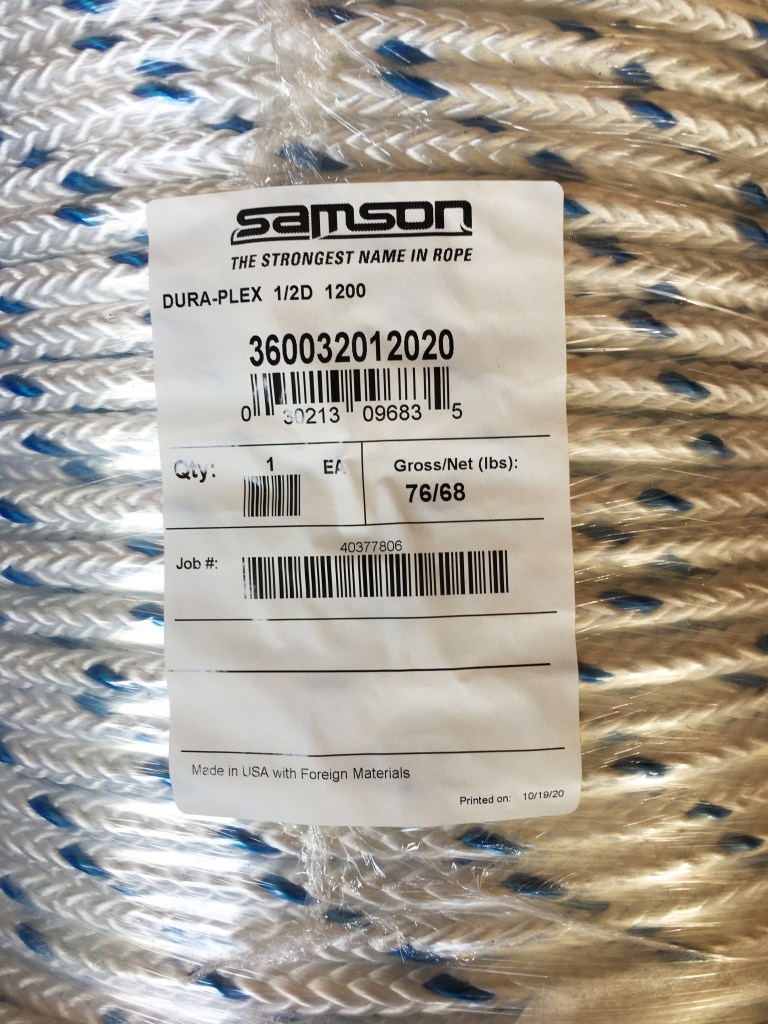 samson
THE STRONGEST NAME IN ROPE
DURA-PLEX 1/2D 1200
360032012020
0 30213 09683 5
Qty: 1 EA
Gross/Net (lbs):
76/68
40377806
Job #:
Made in USA with Foreign Materials
Printed on: 10/19/20